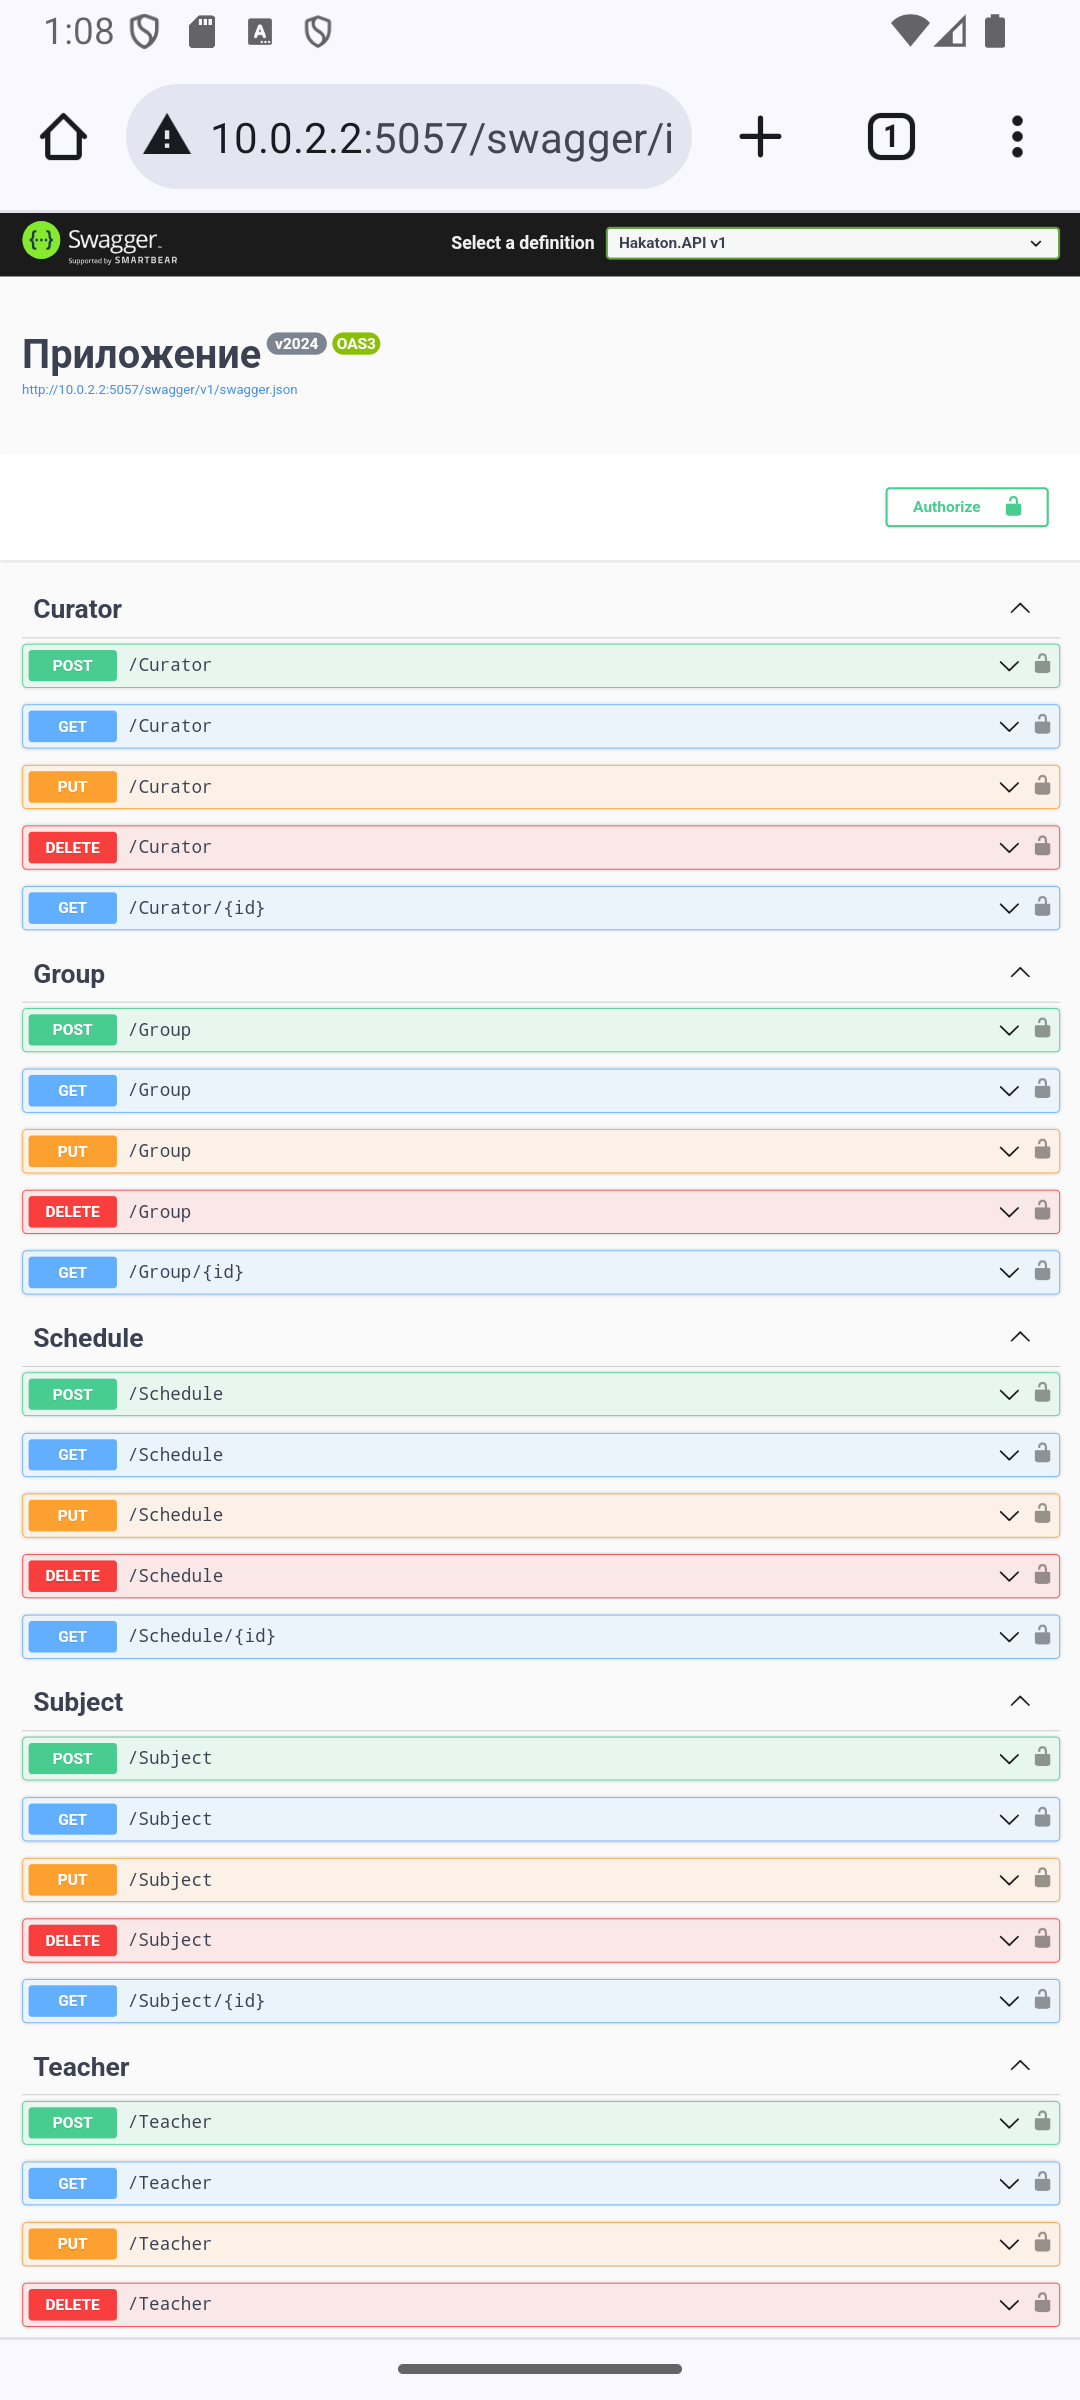 1:08
10.0.2.2:5057/swagger/i
1
Swagger
Supported by SMARTBEAR
Select a definition
Hakaton.API v1
Приложение v2024 OAS3
http://10.0.2.2:5057/swagger/v1/swagger.json
Authorize
Curator
POST /Curator
GET /Curator
PUT /Curator
DELETE /Curator
GET /Curator/{id}
Group
POST /Group
GET /Group
PUT /Group
DELETE /Group
GET /Group/{id}
Schedule
POST /Schedule
GET /Schedule
PUT /Schedule
DELETE /Schedule
GET /Schedule/{id}
Subject
POST /Subject
GET /Subject
PUT /Subject
DELETE /Subject
GET /Subject/{id}
Teacher
POST /Teacher
GET /Teacher
PUT /Teacher
DELETE /Teacher